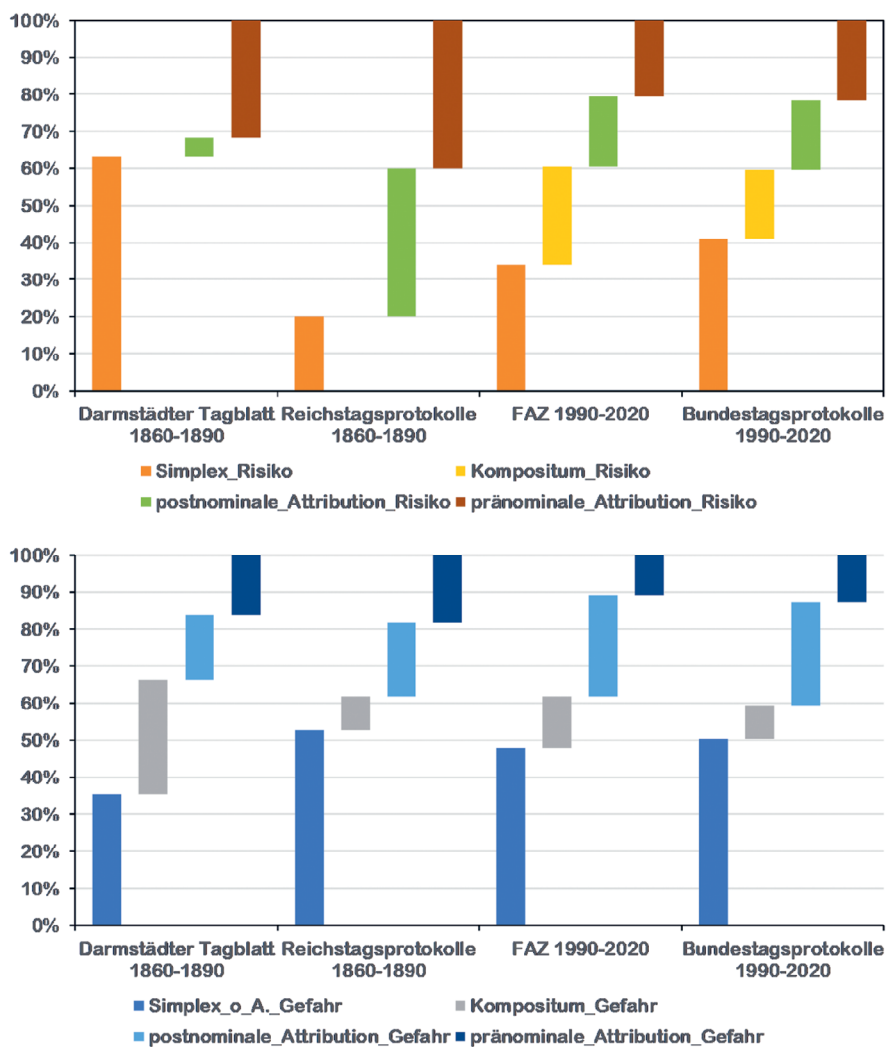 100%
90%
80%
70%
60%
50%
40%
30%
20%
10%
0%
Darmstädter Tagblatt Reichstagsprotokolle FAZ 1990-2020 Bundestagsprotokolle
1860-1890 1860-1890 1990-2020
Simplex_Risiko Kompositum_Risiko
postnominale_Attribution_Risiko pränominale_Attribution_Risiko
100%
90%
80%
70%
60%
50%
40%
30%
20%
10%
0%
Darmstädter Tagblatt Reichstagsprotokolle FAZ 1990-2020 Bundestagsprotokolle
1860-1890 1860-1890 1990-2020
Simplex_o_A._Gefahr Kompositum_Gefahr
postnominale_Attribution_Gefahr pränominale_Attribution_Gefahr